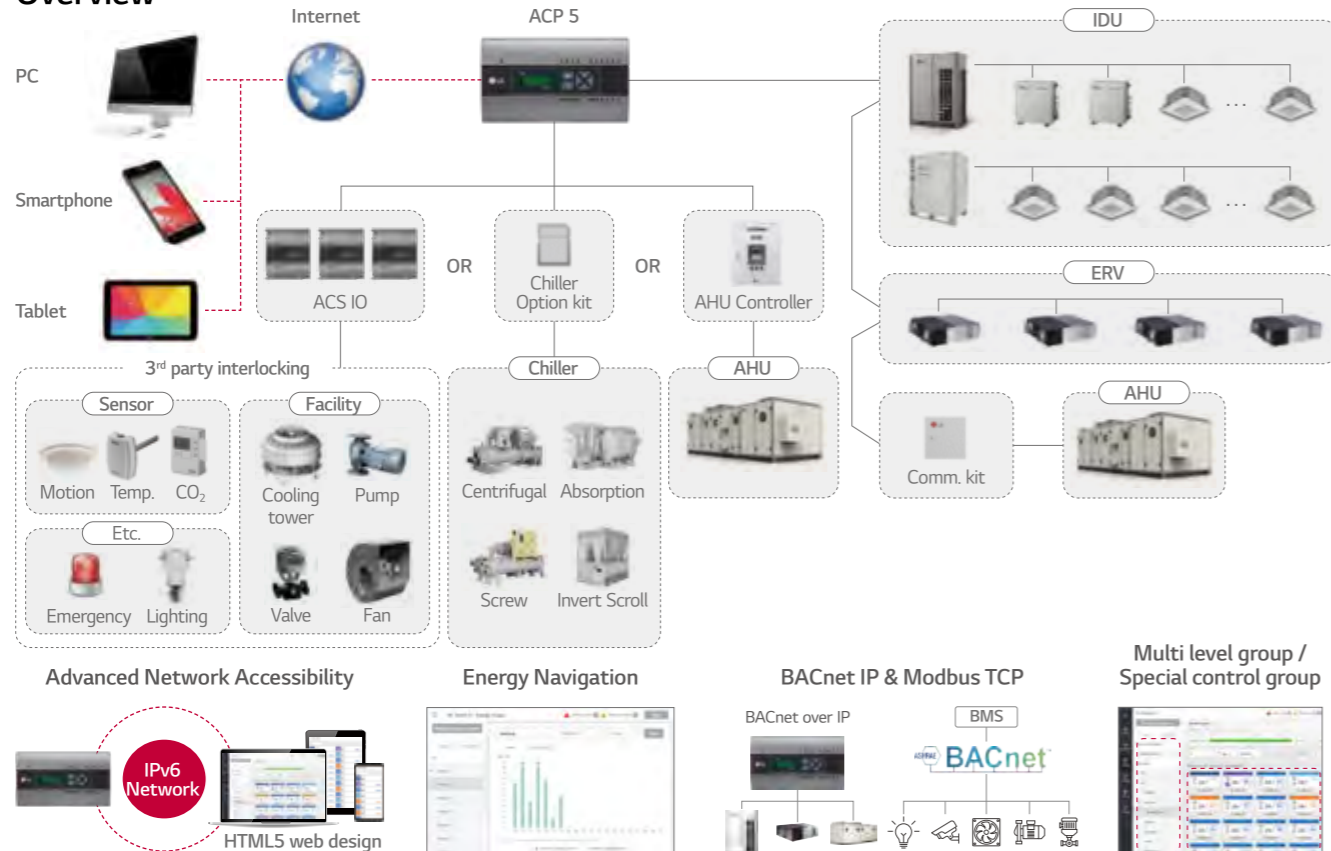 Overview
Internet
ACP 5
IDU
PC
Smartphone
Tablet
ACS IO
OR
Chiller
Option kit
OR
AHU Controller
ERV
3rd party interlocking
Sensor
Motion
Temp.
CO₂
Etc.
Emergency
Lighting
Facility
Cooling
tower
Pump
Valve
Fan
Chiller
Centrifugal
Absorption
Screw
Invert Scroll
AHU
Comm. kit
AHU
Advanced Network Accessibility
IPv6
Network
HTML5 web design
Energy Navigation
BACnet IP & Modbus TCP
BACnet over IP
BMS
ASHRAE BACnet™
Multi level group /
Special control group